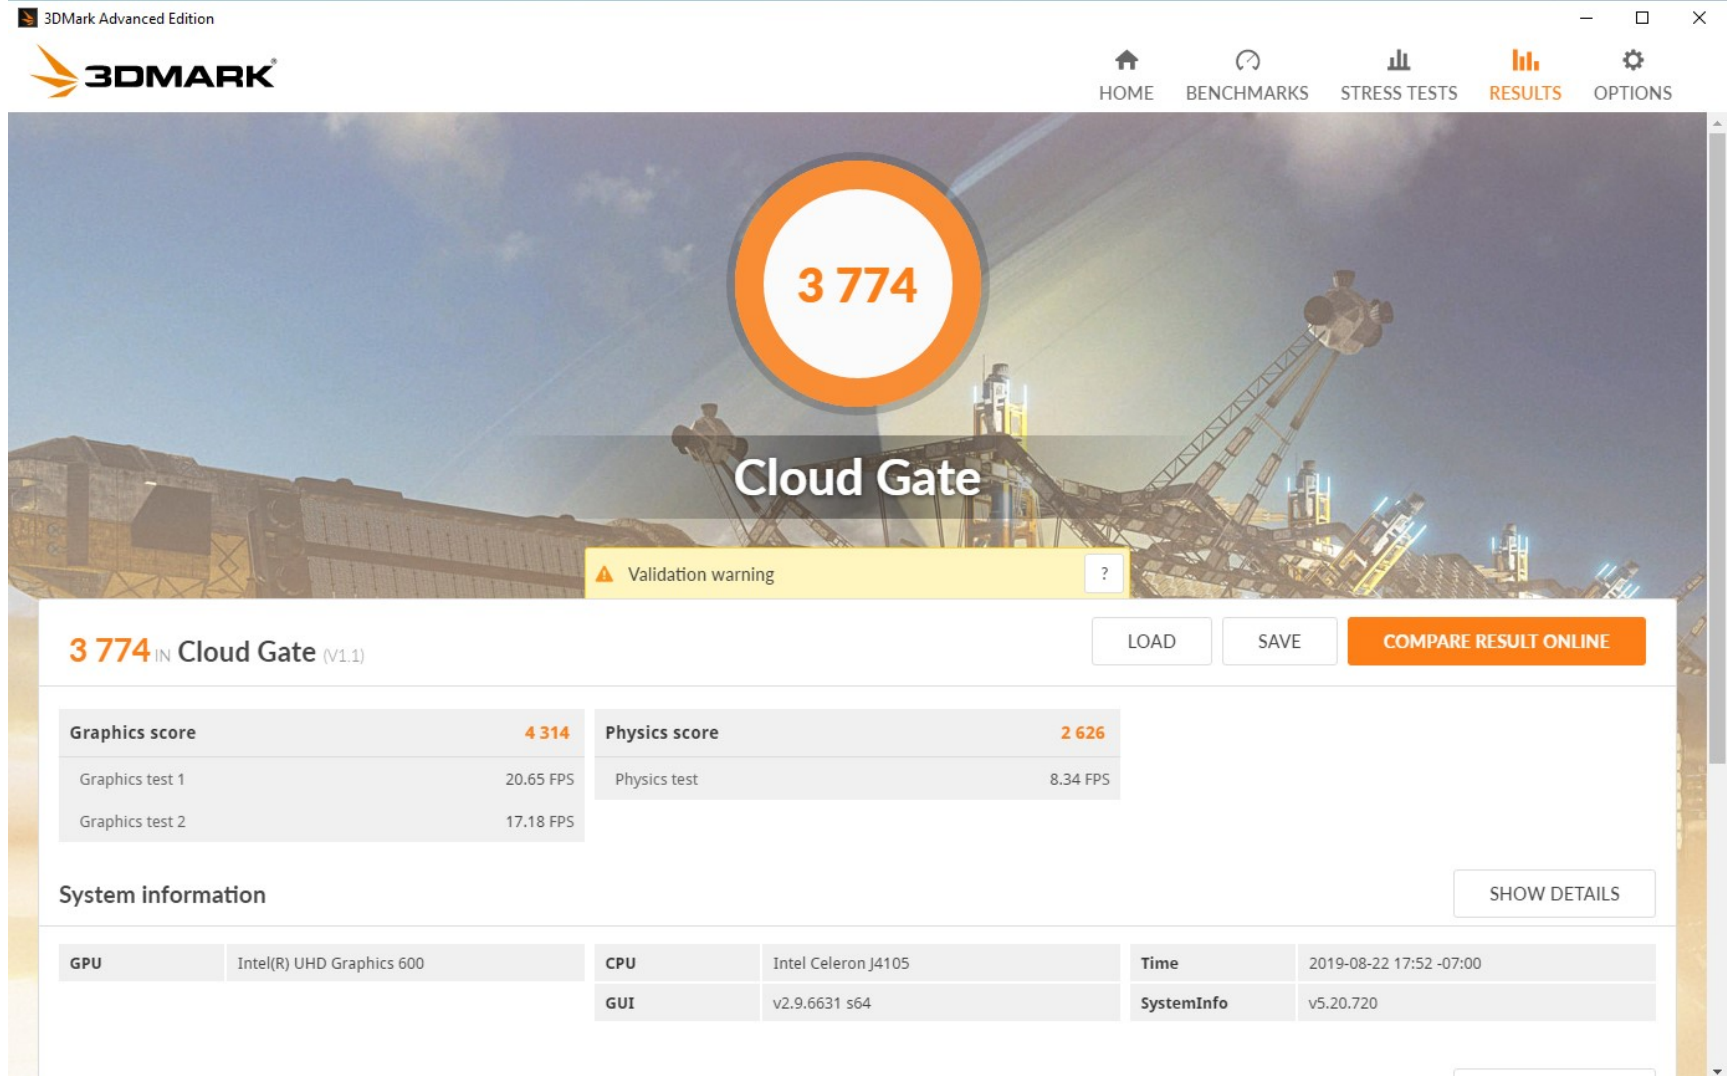 3DMark Advanced Edition
3DMARK®
HOME BENCHMARKS STRESS TESTS RESULTS OPTIONS
3 774
Cloud Gate
Validation warning ?
3 774 IN Cloud Gate (V1.1) LOAD SAVE COMPARE RESULT ONLINE
Graphics score 4 314 Physics score 2 626
Graphics test 1 20.65 FPS Physics test 8.34 FPS
Graphics test 2 17.18 FPS
System information SHOW DETAILS
GPU Intel(R) UHD Graphics 600 CPU Intel Celeron J4105 Time 2019-08-22 17:52 -07:00
GUI v2.9.6631 s64 SystemInfo v5.20.720